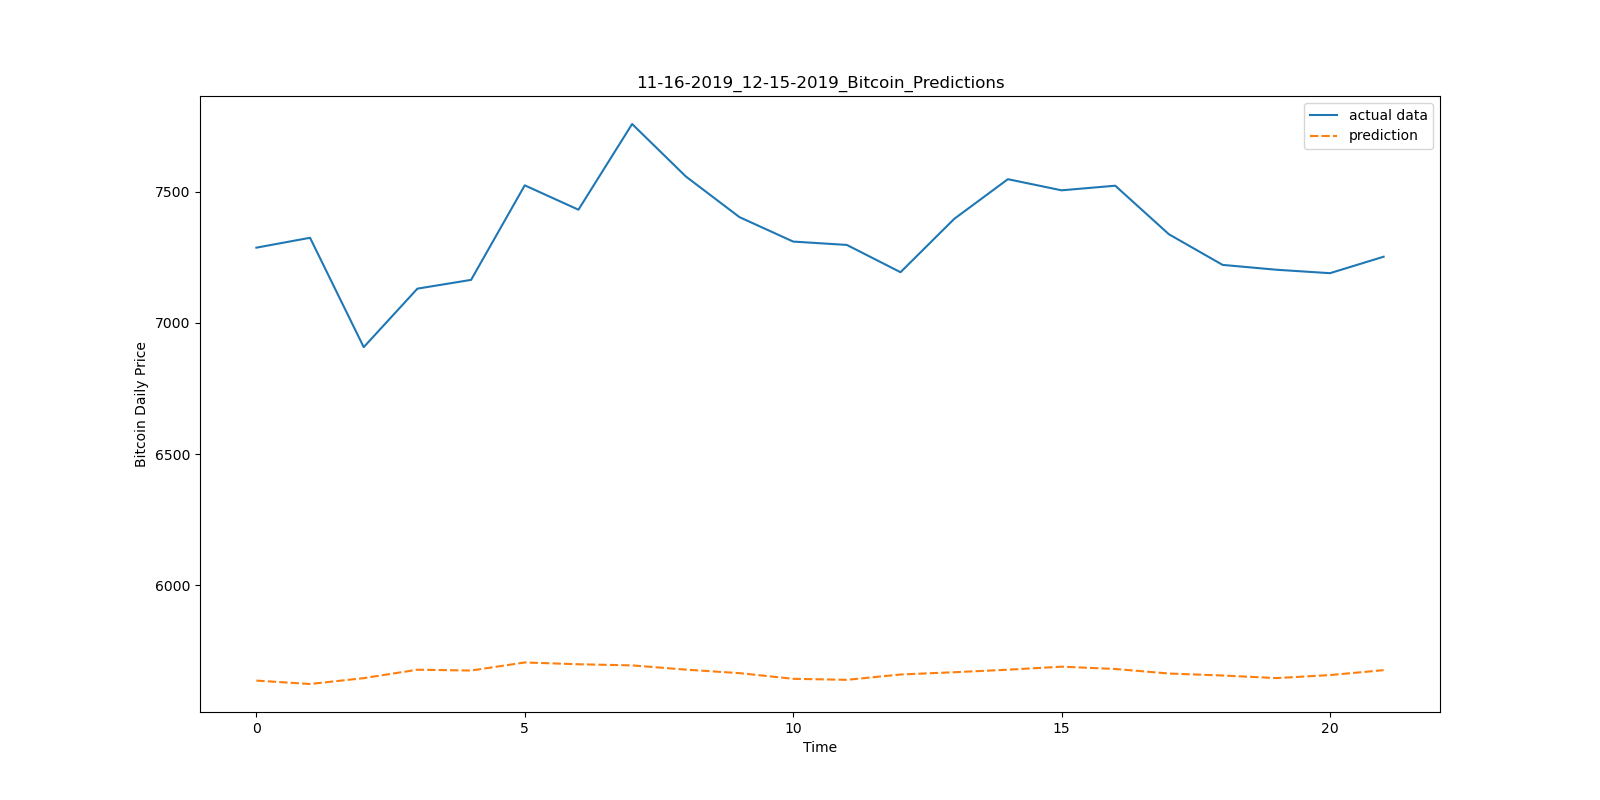 11-16-2019_12-15-2019_Bitcoin_Predictions
actual data
prediction
7500
7000
6500
6000
Bitcoin Daily Price
0 5 10 15 20
Time